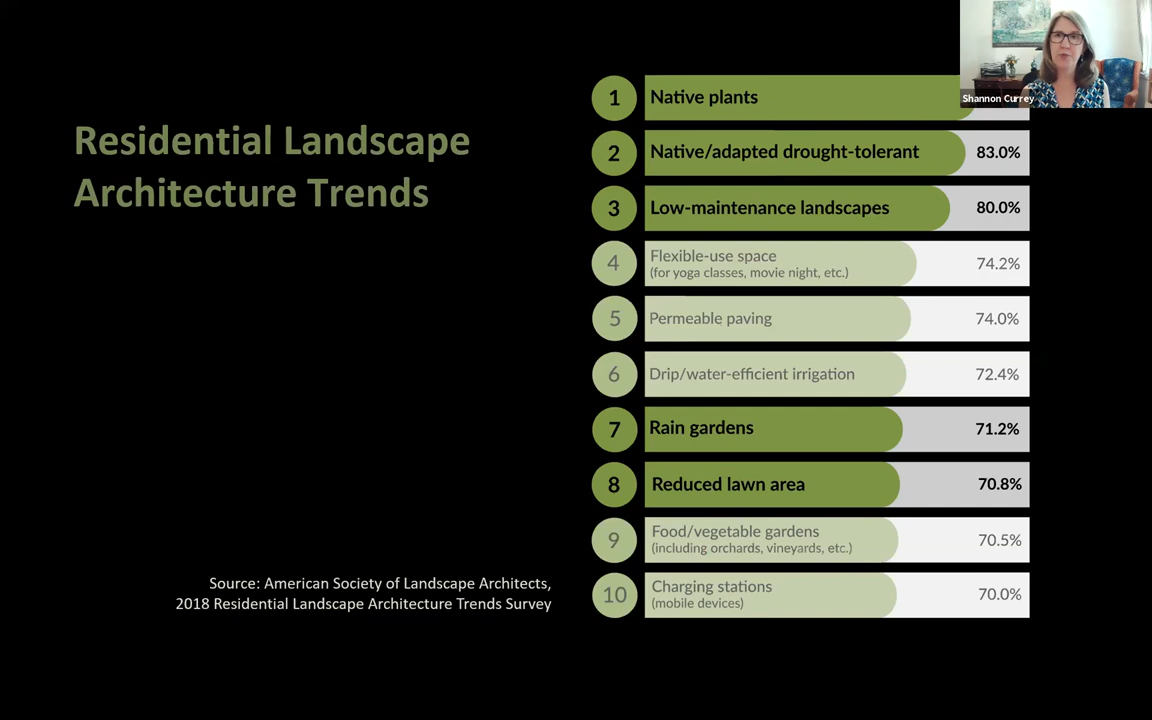 Residential Landscape
Architecture Trends
1 Native plants
2 Native/adapted drought-tolerant 83.0%
3 Low-maintenance landscapes 80.0%
4 Flexible-use space 74.2%
(for yoga classes, movie night, etc.)
5 Permeable paving 74.0%
6 Drip/water-efficient irrigation 72.4%
7 Rain gardens 71.2%
8 Reduced lawn area 70.8%
9 Food/vegetable gardens 70.5%
(including orchards, vineyards, etc.)
10 Charging stations 70.0%
(mobile devices)
Source: American Society of Landscape Architects,
2018 Residential Landscape Architecture Trends Survey
Shannon Currey